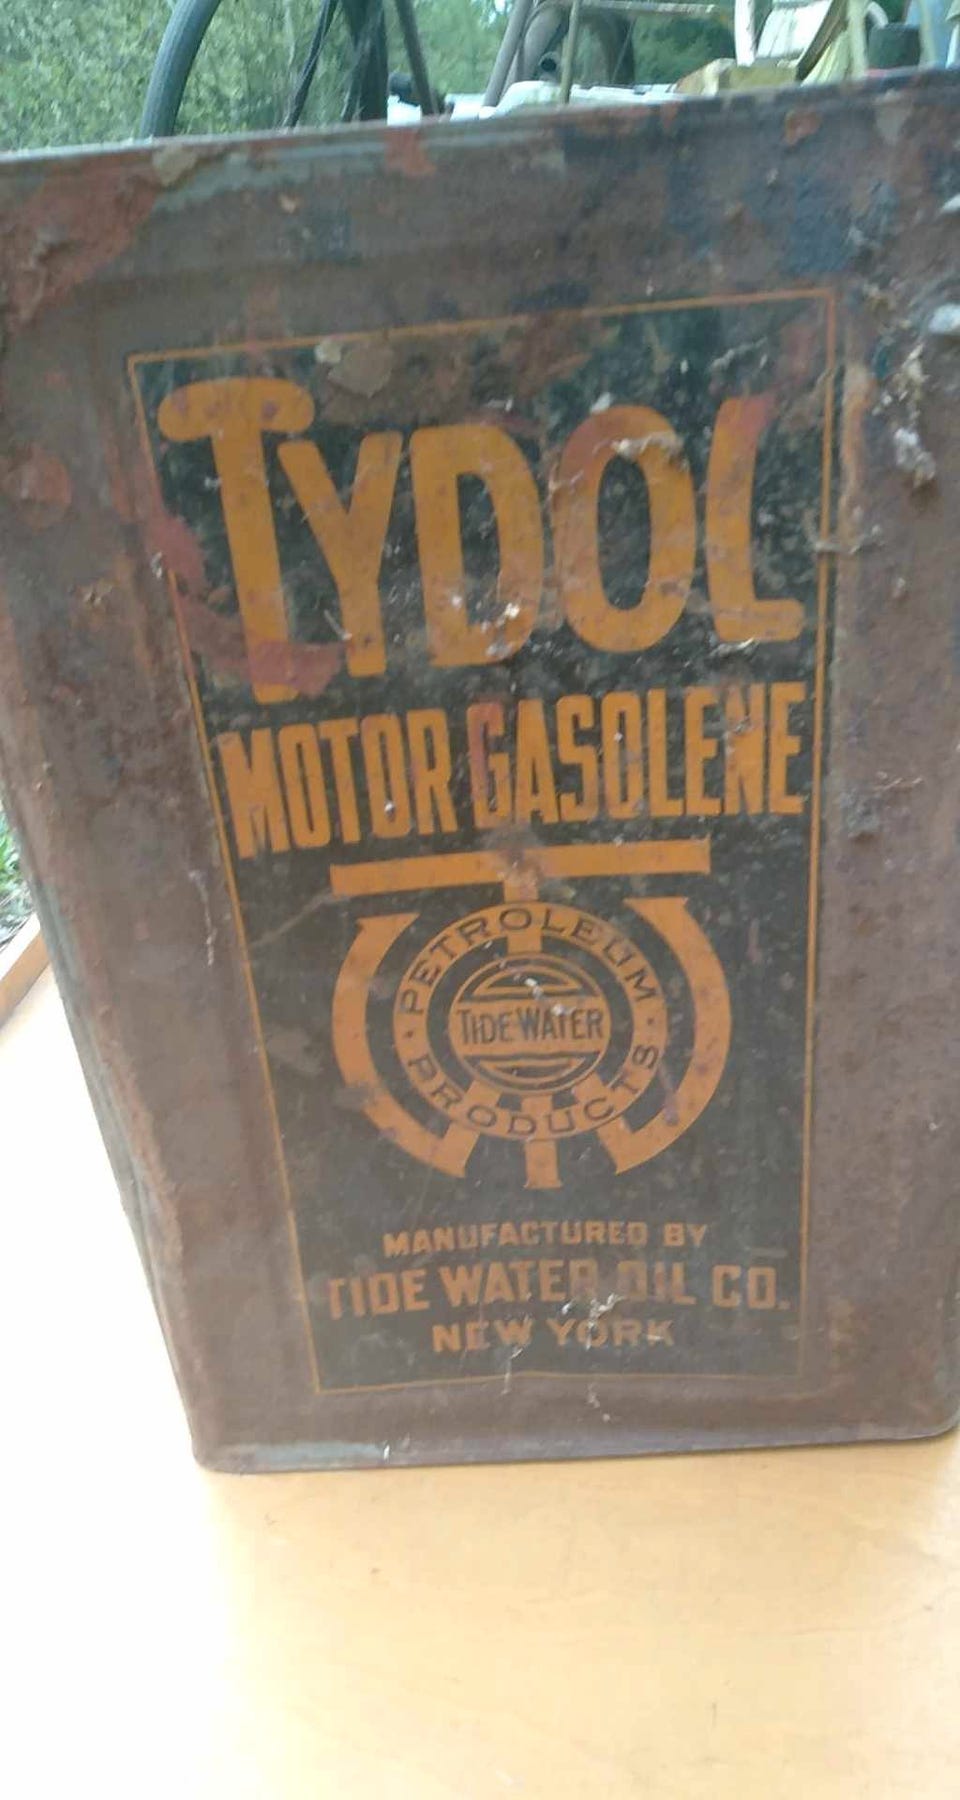 TYDOL
MOTOR GASOLENE
PETROLEUM
TIDE WATER
PRODUCTS
MANUFACTURED BY
TIDE WATER OIL CO.
NEW YORK